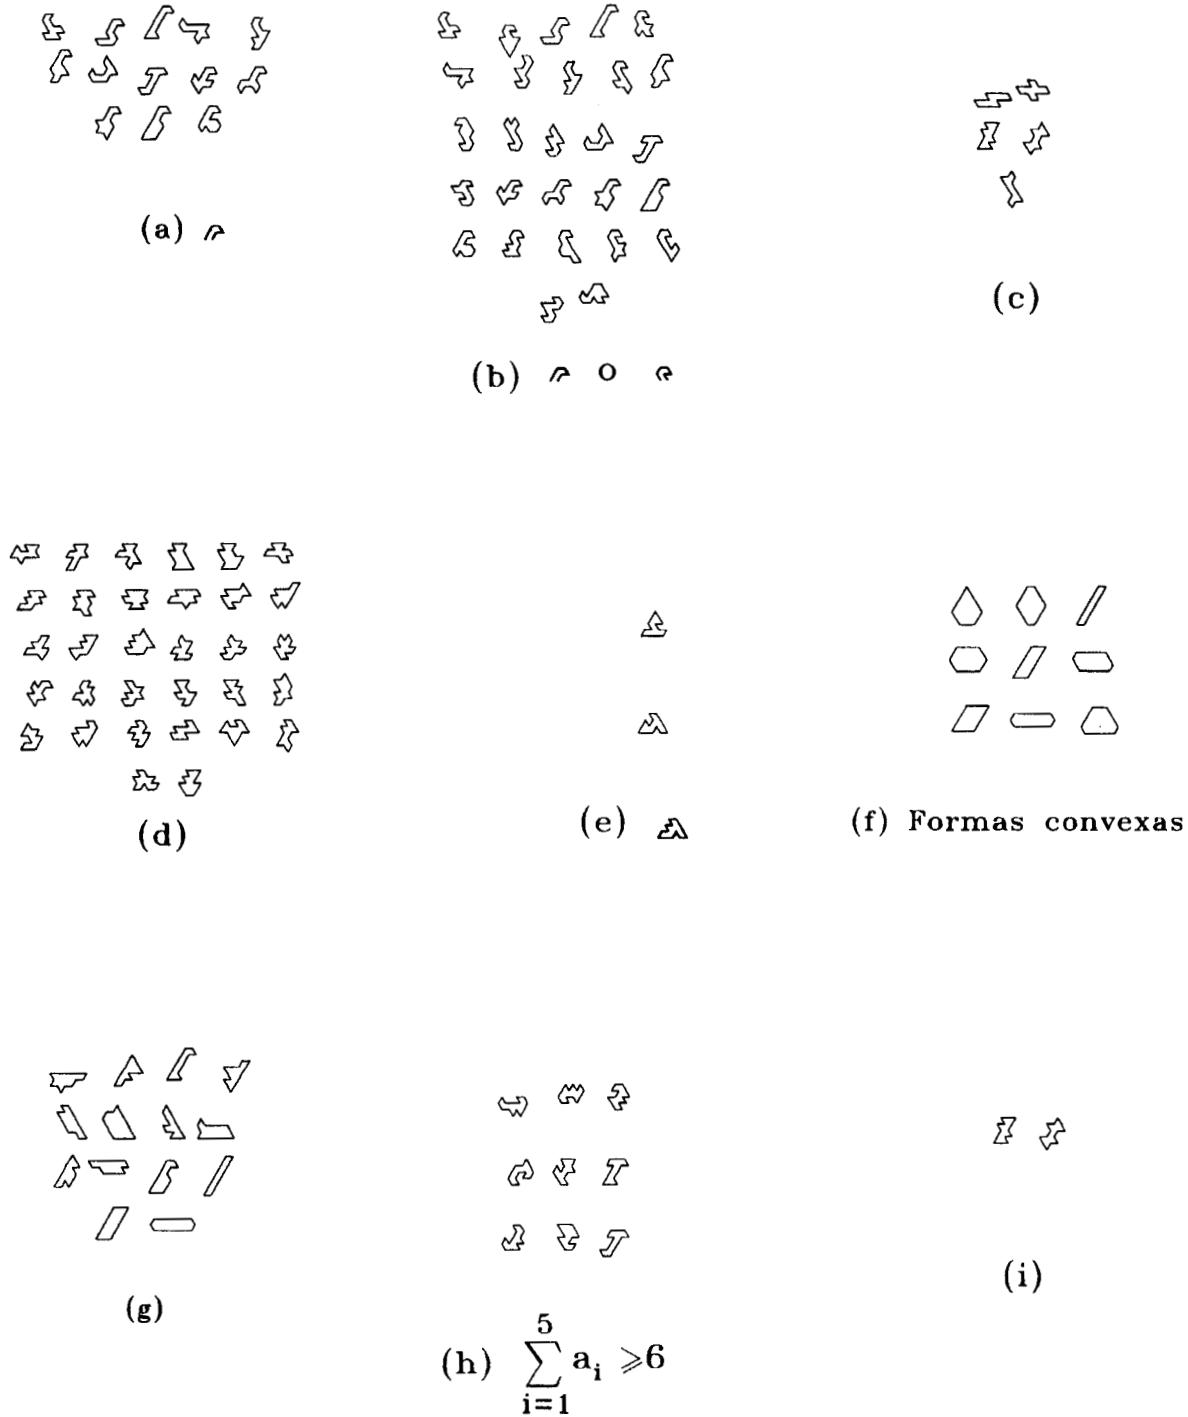 (a)
(b)
(c)
(d)
(e)
(f) Formas convexas
(g)
(h) 5 ∑ i=1 a_i ⩾6
(i)